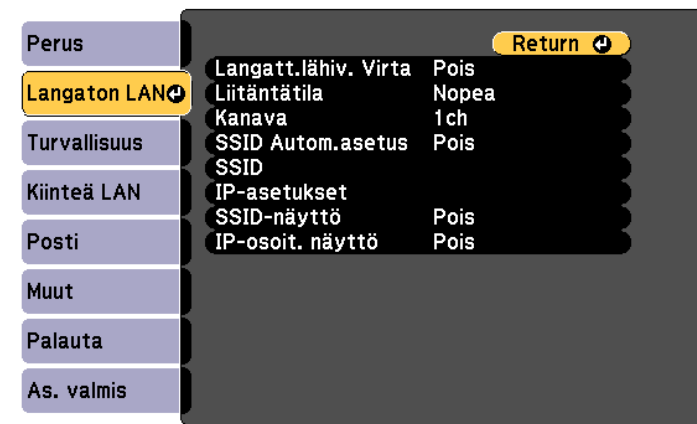 Perus
Langaton LAN
Turvallisuus
Kiinteä LAN
Posti
Muut
Palauta
As. valmis
Return
Langatt.lähiv. Virta Pois
Liitäntätila Nopea
Kanava 1ch
SSID Autom.asetus Pois
SSID
IP-asetukset
SSID-näyttö Pois
IP-osoit. näyttö Pois